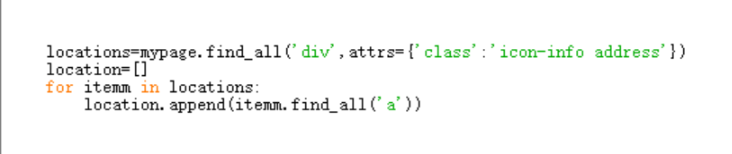 locations=mypage.find_all('div',attrs={'class':'icon-info address'})
location=[]
for itemm in locations:
    location.append(itemm.find_all('a'))